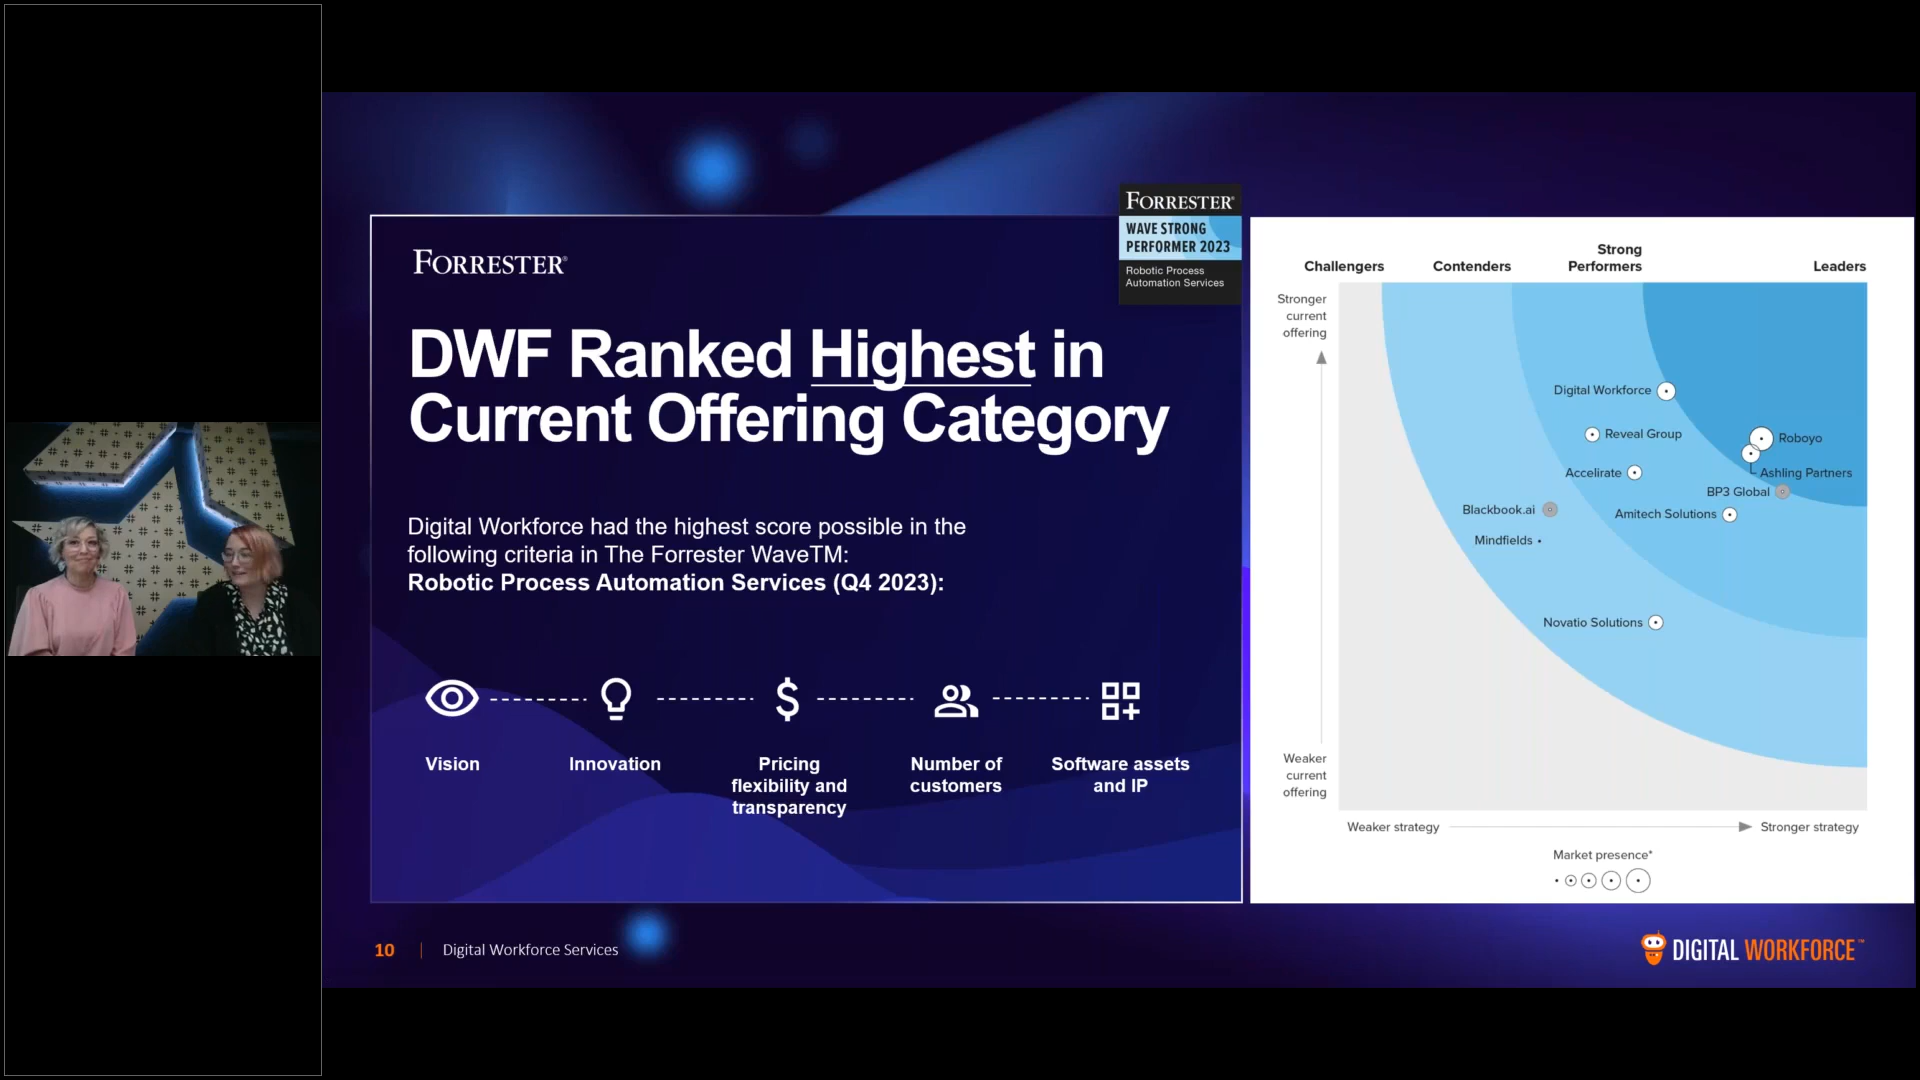 FORRESTER®
WAVE STRONG
PERFORMER 2023
Robotic Process
Automation Services
FORRESTER®
DWF Ranked Highest in
Current Offering Category
Digital Workforce had the highest score possible in the
following criteria in The Forrester WaveTM:
Robotic Process Automation Services (Q4 2023):
Vision
Innovation
Pricing
flexibility and
transparency
Number of
customers
Software assets
and IP
Challengers
Contenders
Strong
Performers
Leaders
Stronger
current
offering
Digital Workforce
Reveal Group
Roboyo
Accelirate
Ashling Partners
BP3 Global
Blackbook.ai
Amitech Solutions
Mindfields
Novatio Solutions
Weaker
current
offering
Weaker strategy
Stronger strategy
Market presence*
10 | Digital Workforce Services
DIGITAL WORKFORCE™